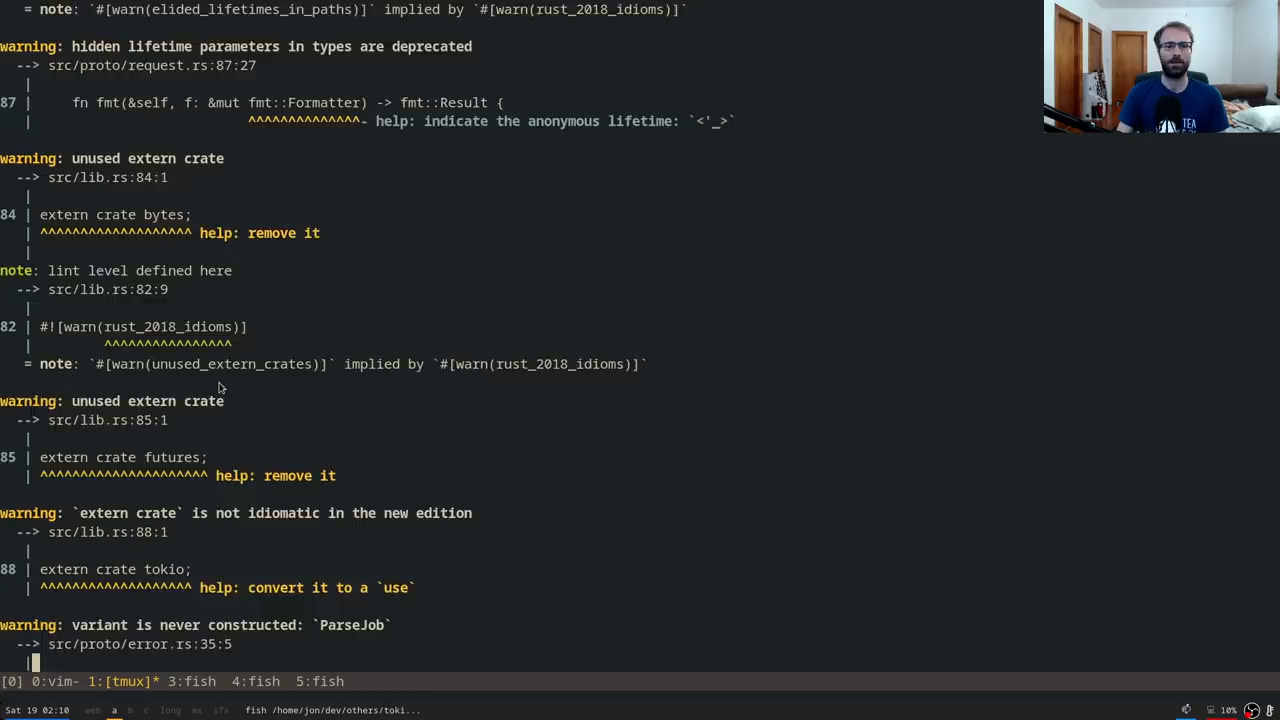 = note: `#[warn(elided_lifetimes_in_paths)]` implied by `#[warn(rust_2018_idioms)]`
warning: hidden lifetime parameters in types are deprecated
--> src/proto/request.rs:87:27
|
87 |     fn fmt(&self, f: &mut fmt::Formatter) -> fmt::Result {
|                           ^^^^^^^^^^^^^^- help: indicate the anonymous lifetime: `<'_>`
warning: unused extern crate
--> src/lib.rs:84:1
|
84 | extern crate bytes;
| ^^^^^^^^^^^^^^^^^^^ help: remove it
|
note: lint level defined here
--> src/lib.rs:82:9
|
82 | #![warn(rust_2018_idioms)]
|         ^^^^^^^^^^^^^^^^
= note: `#[warn(unused_extern_crates)]` implied by `#[warn(rust_2018_idioms)]`
warning: unused extern crate
--> src/lib.rs:85:1
|
85 | extern crate futures;
| ^^^^^^^^^^^^^^^^^^^^^ help: remove it
warning: `extern crate` is not idiomatic in the new edition
--> src/lib.rs:88:1
|
88 | extern crate tokio;
| ^^^^^^^^^^^^^^^^^^^ help: convert it to a `use`
warning: variant is never constructed: `ParseJob`
--> src/proto/error.rs:35:5
|
[0] 0:vim- 1:[tmux]* 3:fish  4:fish  5:fish
Sat 19 02:10 web a b c long mx sfx fish /home/jon/dev/others/toki... 10%